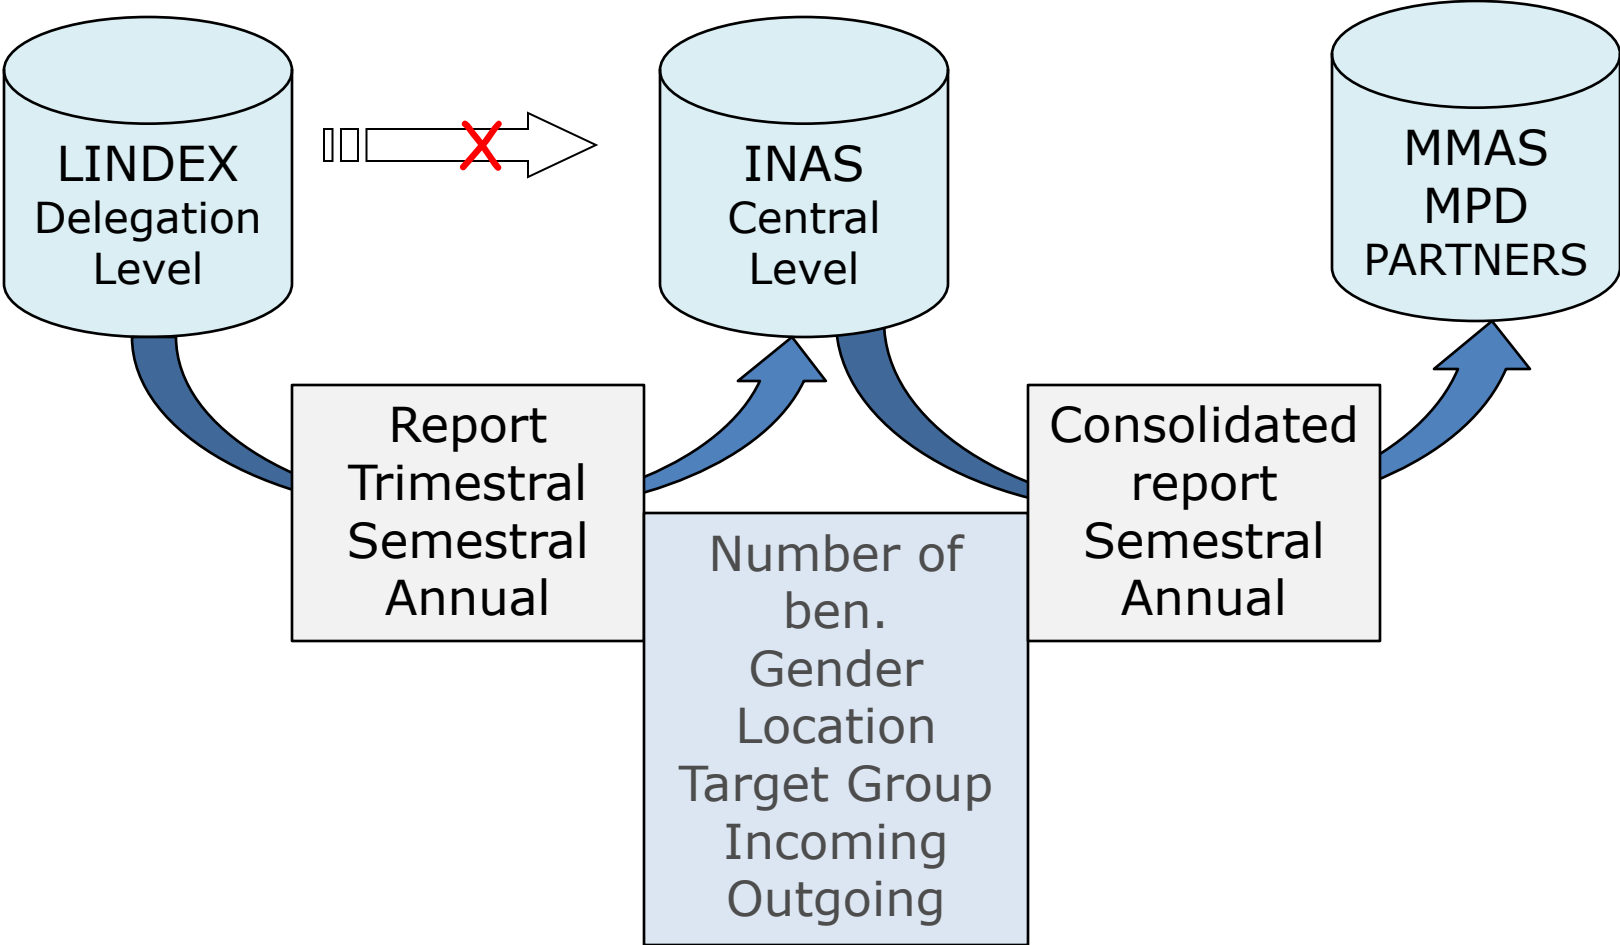 LINDEX
Delegation
Level
INAS
Central
Level
MMAS
MPD
PARTNERS
Report
Trimestral
Semestral
Annual
Number of
ben.
Gender
Location
Target Group
Incoming
Outgoing
Consolidated
report
Semestral
Annual